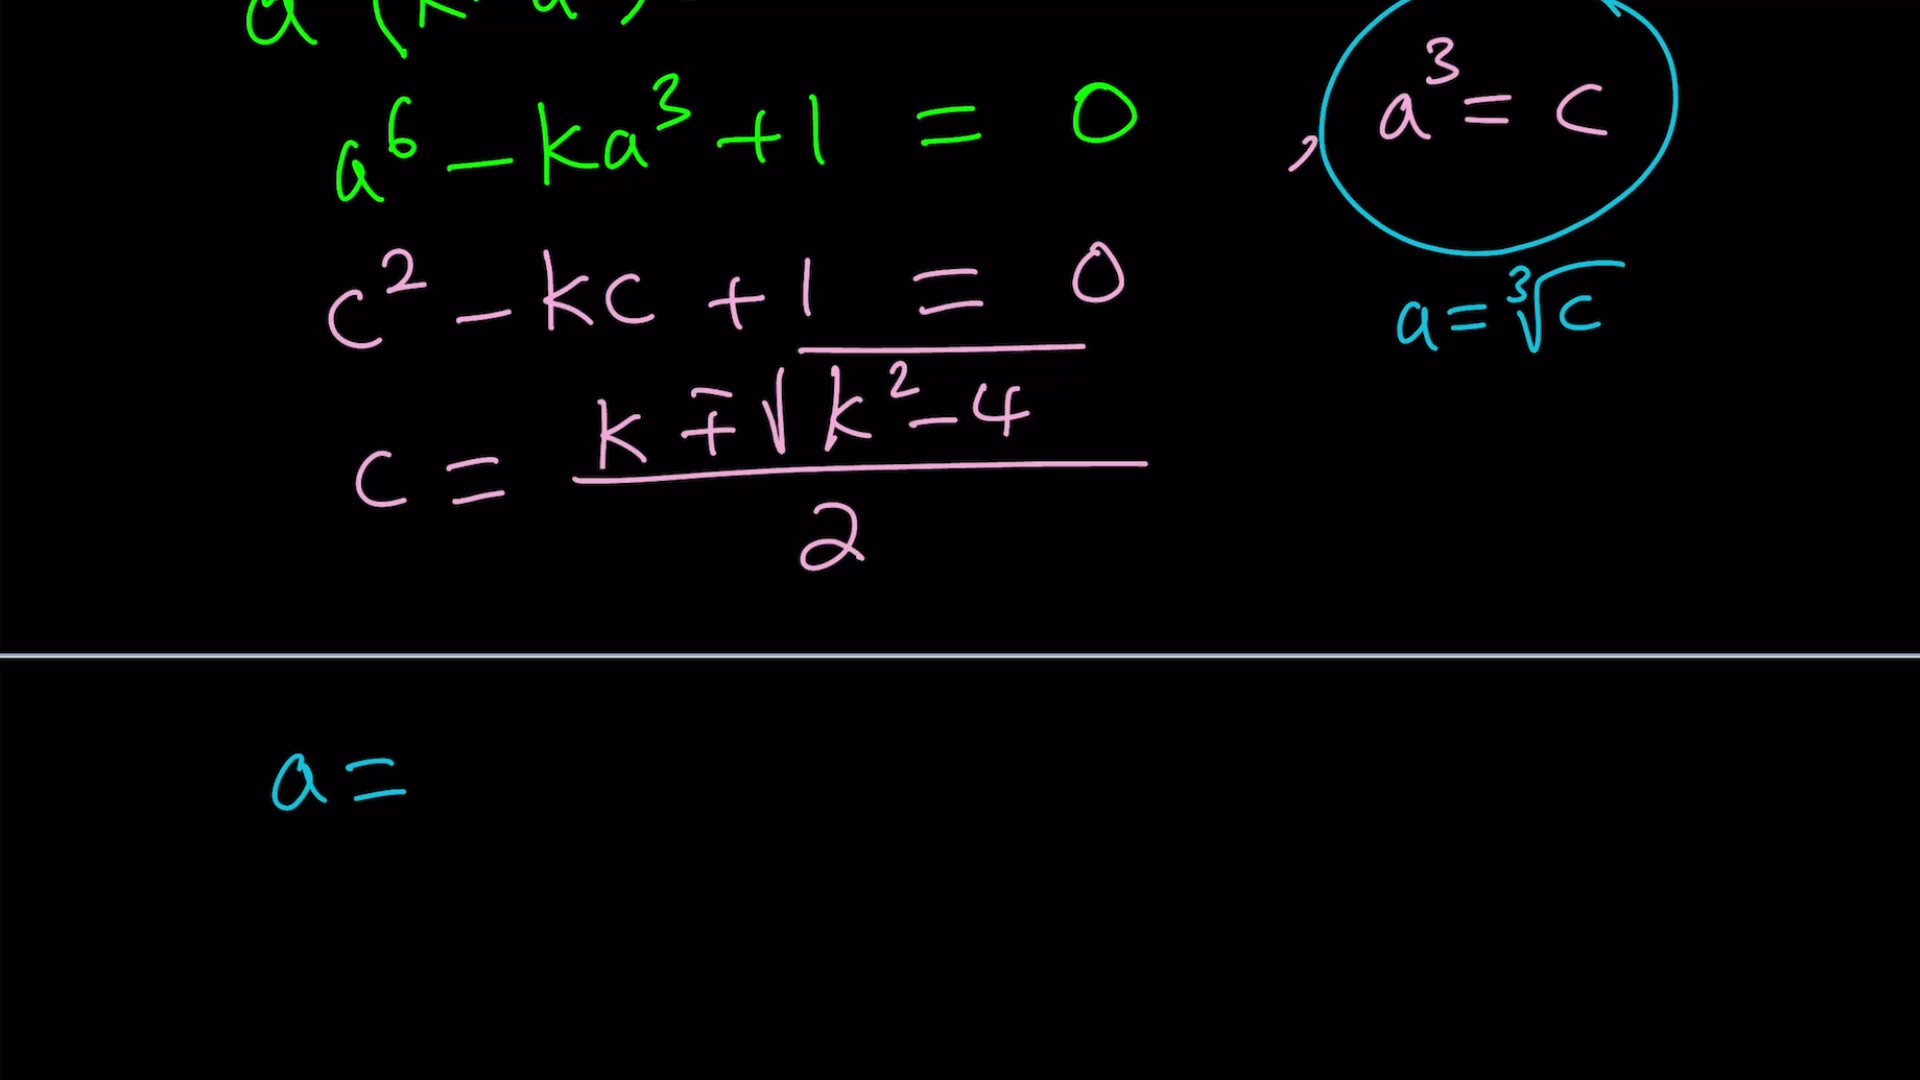 a⁶ − ka³ + 1 = 0
, a³ = c
c² − kc + 1 = 0
a = ∛c
c = (k ∓ √(k² − 4)) / 2
a =